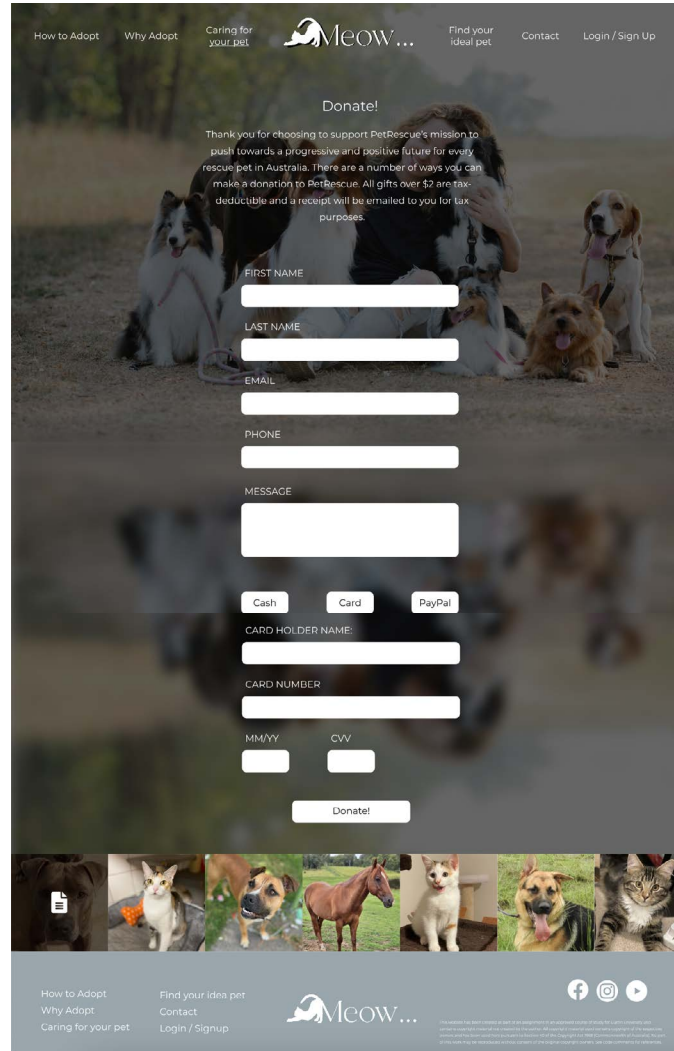 How to Adopt
Why Adopt
Caring for
your pet
Meow...
Find your
ideal pet
Contact
Login / Sign Up
Donate!
Thank you for choosing to support PetRescue's mission to
push towards a progressive and positive future for every
rescue pet in Australia. There are a number of ways you can
make a donation to PetRescue. All gifts over $2 are tax-
deductible and a receipt will be emailed to you for tax
purposes.
FIRST NAME
LAST NAME
EMAIL
PHONE
MESSAGE
Cash
Card
PayPal
CARD HOLDER NAME:
CARD NUMBER
MM/YY
CVV
Donate!
How to Adopt
Why Adopt
Caring for your pet
Find your idea pet
Contact
Login / Signup
Meow...